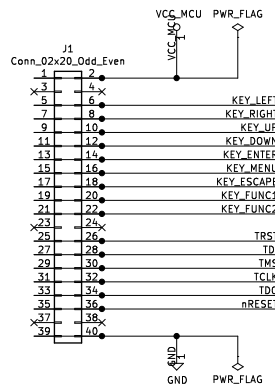 VCC_MCU PWR_FLAG
VCC_MCU
1
J1
Conn_02x20_Odd_Even
1 2
3 4
5 6 KEY_LEFT
7 8 KEY_RIGHT
9 10 KEY_UP
11 12 KEY_DOWN
13 14 KEY_ENTER
15 16 KEY_MENU
17 18 KEY_ESCAPE
19 20 KEY_FUNC1
21 22 KEY_FUNC2
23 24
25 26 TRST
27 28 TD
29 30 TMS
31 32 TCLK
33 34 TDO
35 36 nRESET
37 38
39 40
GND
1
GND PWR_FLAG